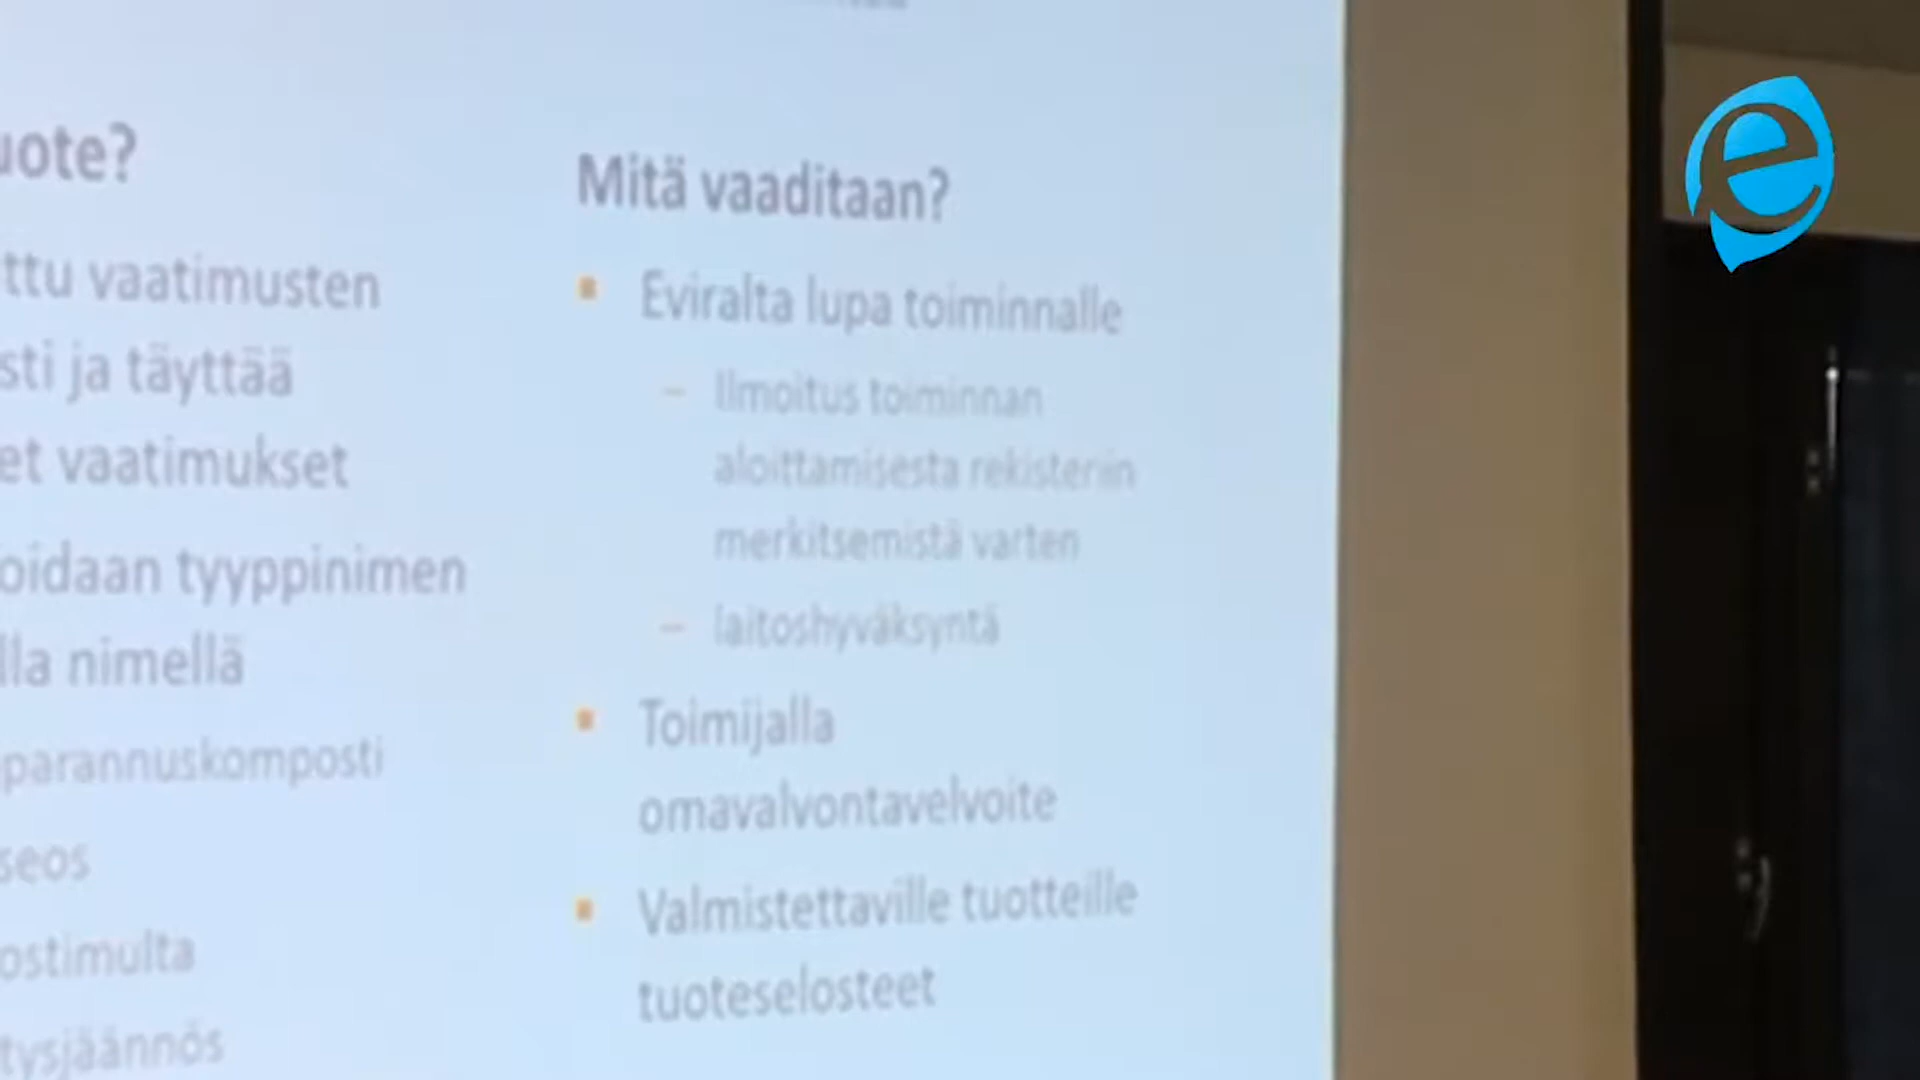 uote?
ttu vaatimusten
sti ja täyttää
et vaatimukset
oidaan tyyppinimen
lla nimellä
parannuskomposti
seos
ostimulta
tysjäännös
Mitä vaaditaan?
Eviralta lupa toiminnalle
– Ilmoitus toiminnan
aloittamisesta rekisteriin
merkitsemistä varten
– laitoshyväksyntä
Toimijalla
omavalvontavelvoite
Valmistettaville tuotteille
tuoteselosteet
e